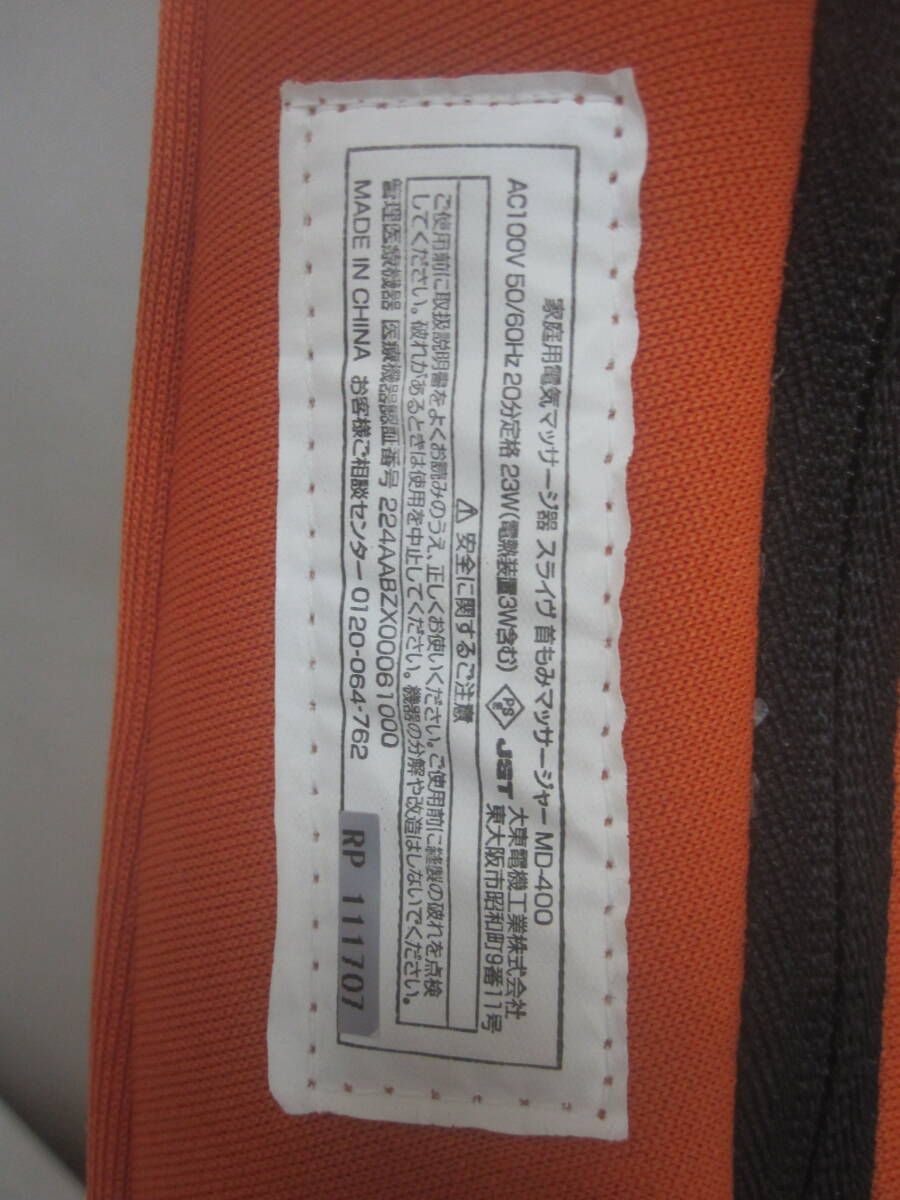 家庭用電気マッサージ器 スライヴ 首もみマッサージャー MD-400
AC100V 50/60Hz 20分定格 23W(電熱装置3W含む) PS JET 大東電機工業株式会社
東大阪市昭和町9番11号
⚠ 安全に関するご注意
ご使用前に取扱説明書をよくお読みのうえ、正しくお使いください。ご使用前に縫製の破れを点検
してください。破れがあるときは使用を中止してください。機器の分解や改造はしないでください。
管理医療機器 医療機器認証番号 224AABZX00061000
MADE IN CHINA お客様ご相談センター 0120-064-762
RP 111707